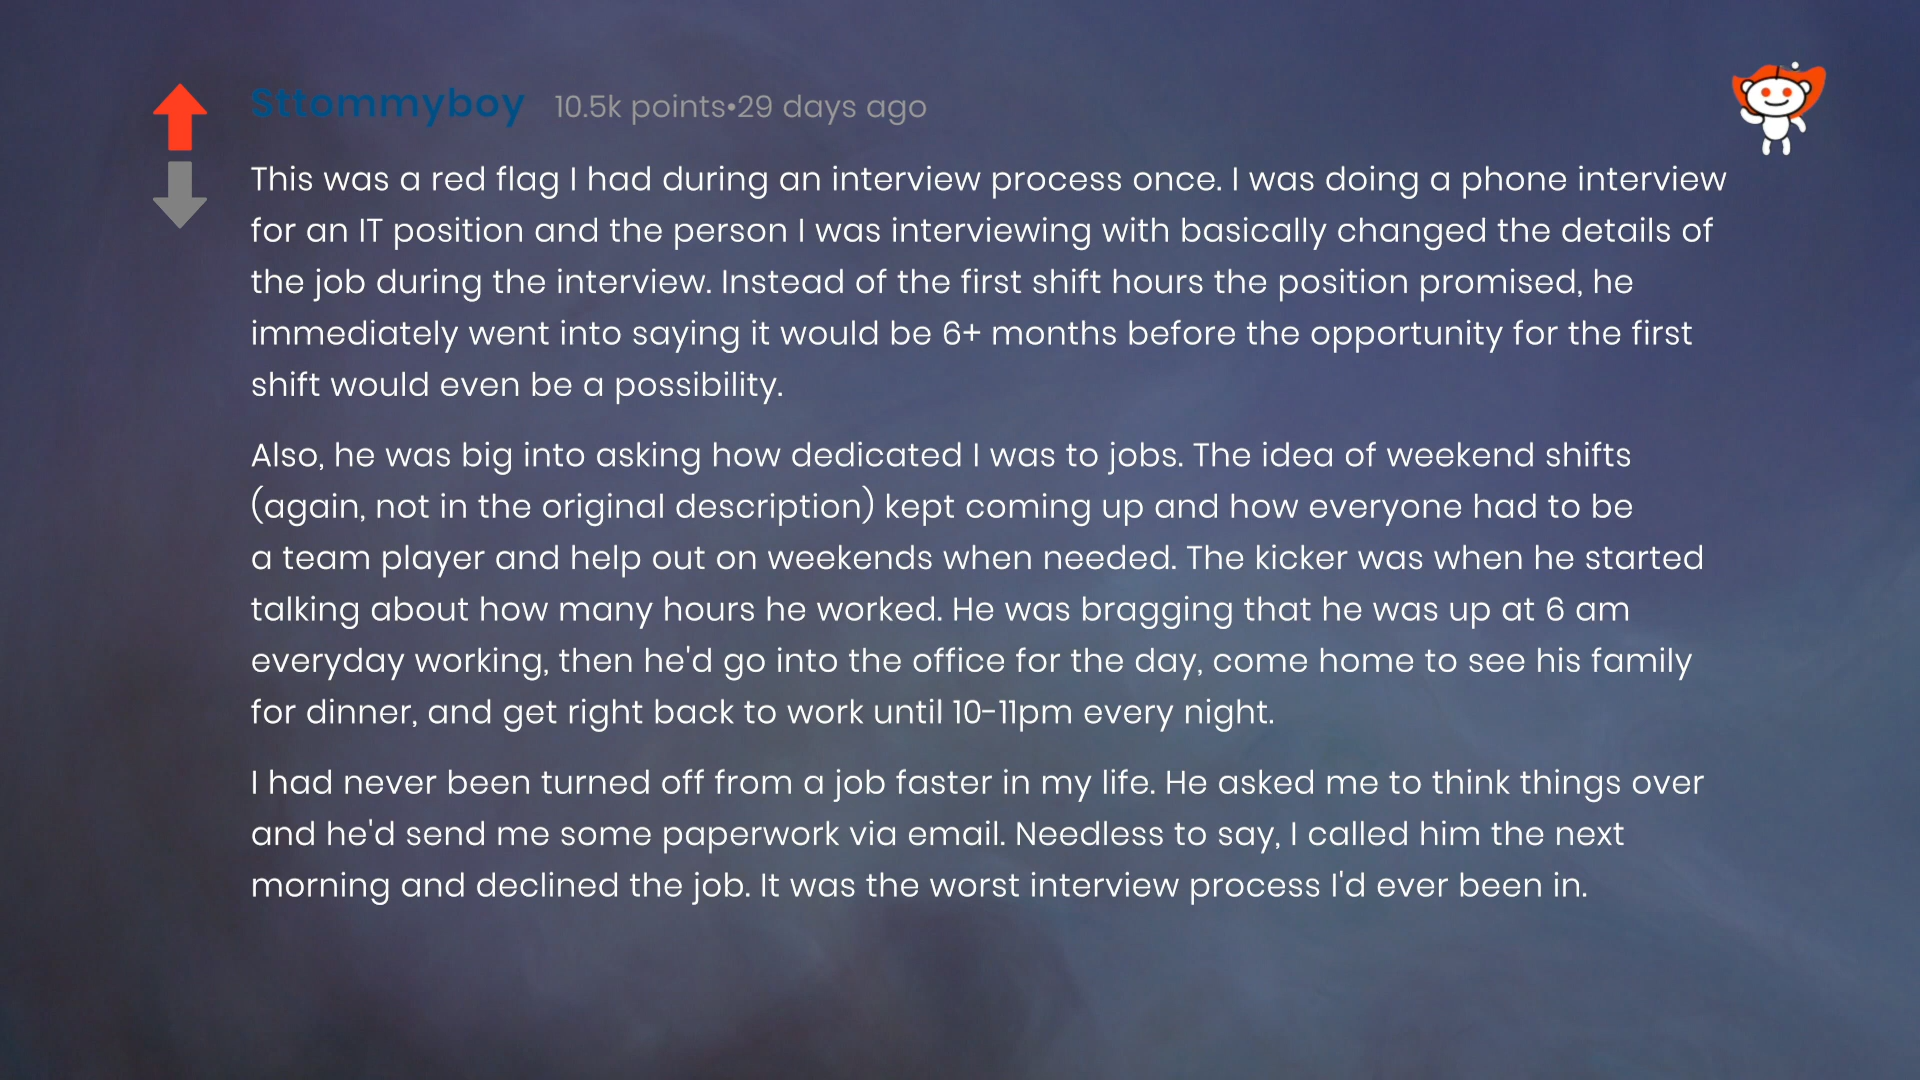 Sttommyboy 10.5k points•29 days ago
This was a red flag I had during an interview process once. I was doing a phone interview
for an IT position and the person I was interviewing with basically changed the details of
the job during the interview. Instead of the first shift hours the position promised, he
immediately went into saying it would be 6+ months before the opportunity for the first
shift would even be a possibility.
Also, he was big into asking how dedicated I was to jobs. The idea of weekend shifts
(again, not in the original description) kept coming up and how everyone had to be
a team player and help out on weekends when needed. The kicker was when he started
talking about how many hours he worked. He was bragging that he was up at 6 am
everyday working, then he'd go into the office for the day, come home to see his family
for dinner, and get right back to work until 10-11pm every night.
I had never been turned off from a job faster in my life. He asked me to think things over
and he'd send me some paperwork via email. Needless to say, I called him the next
morning and declined the job. It was the worst interview process I'd ever been in.